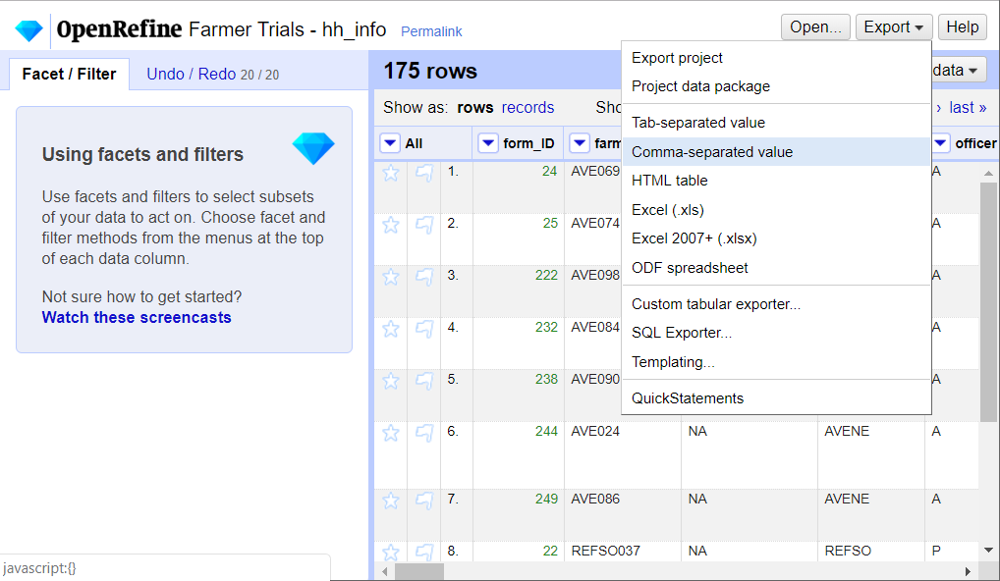 OpenRefine Farmer Trials - hh_info Permalink Open... Export Help
Facet / Filter Undo / Redo 20 / 20
175 rows
data
Show as: rows records
› last »
All form_ID farm officer
Using facets and filters
Use facets and filters to select subsets
of your data to act on. Choose facet and
filter methods from the menus at the top
of each data column.
Not sure how to get started?
Watch these screencasts
Export project
Project data package
Tab-separated value
Comma-separated value
HTML table
Excel (.xls)
Excel 2007+ (.xlsx)
ODF spreadsheet
Custom tabular exporter...
SQL Exporter...
Templating...
QuickStatements
1. 24 AVE069 A
2. 25 AVE074 A
3. 222 AVE098 A
4. 232 AVE084 A
5. 238 AVE090 A
6. 244 AVE024 NA AVENE A
7. 249 AVE086 NA AVENE A
8. 22 REFSO037 NA REFSO P
javascript:{}